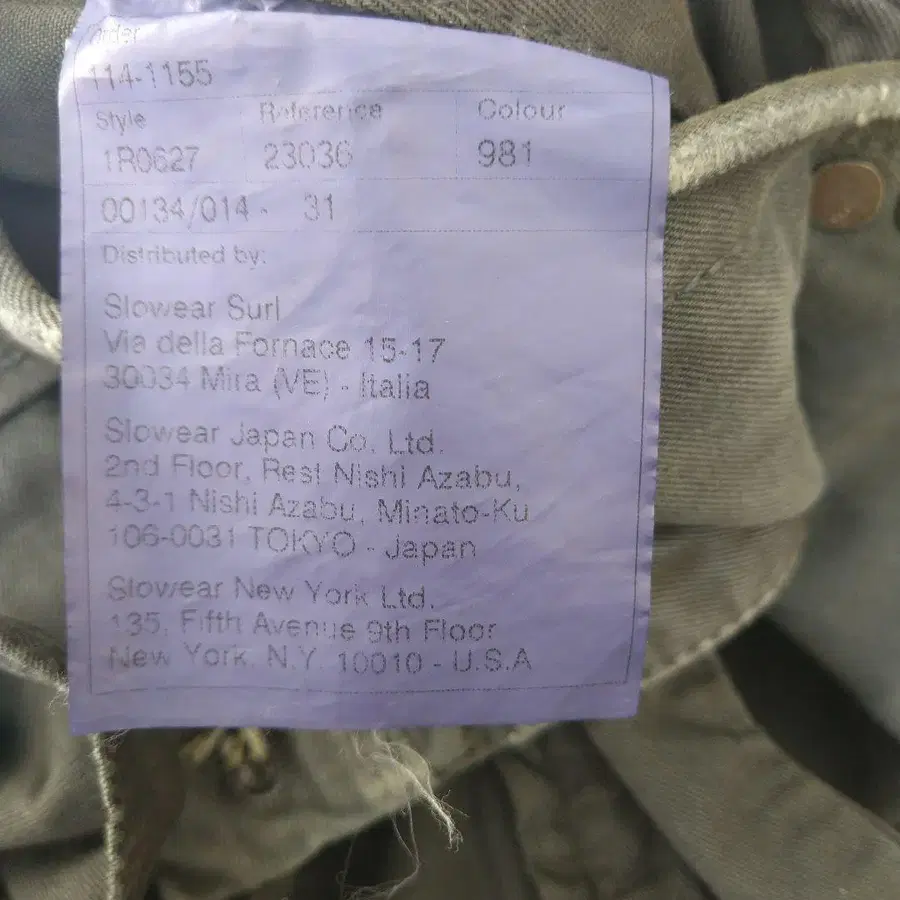 Order
114-1155
Style Reference Colour
1R0627 23036 981
00134/014 - 31
Distributed by:
Slowear Surl
Via della Fornace 15-17
30034 Mira (VE) - Italia
Slowear Japan Co. Ltd.
2nd Floor, Rest Nishi Azabu,
4-3-1 Nishi Azabu, Minato-Ku
106-0031 TOKYO - Japan
Slowear New York Ltd.
135, Fifth Avenue 9th Floor
New York, N.Y. 10010 - U.S.A